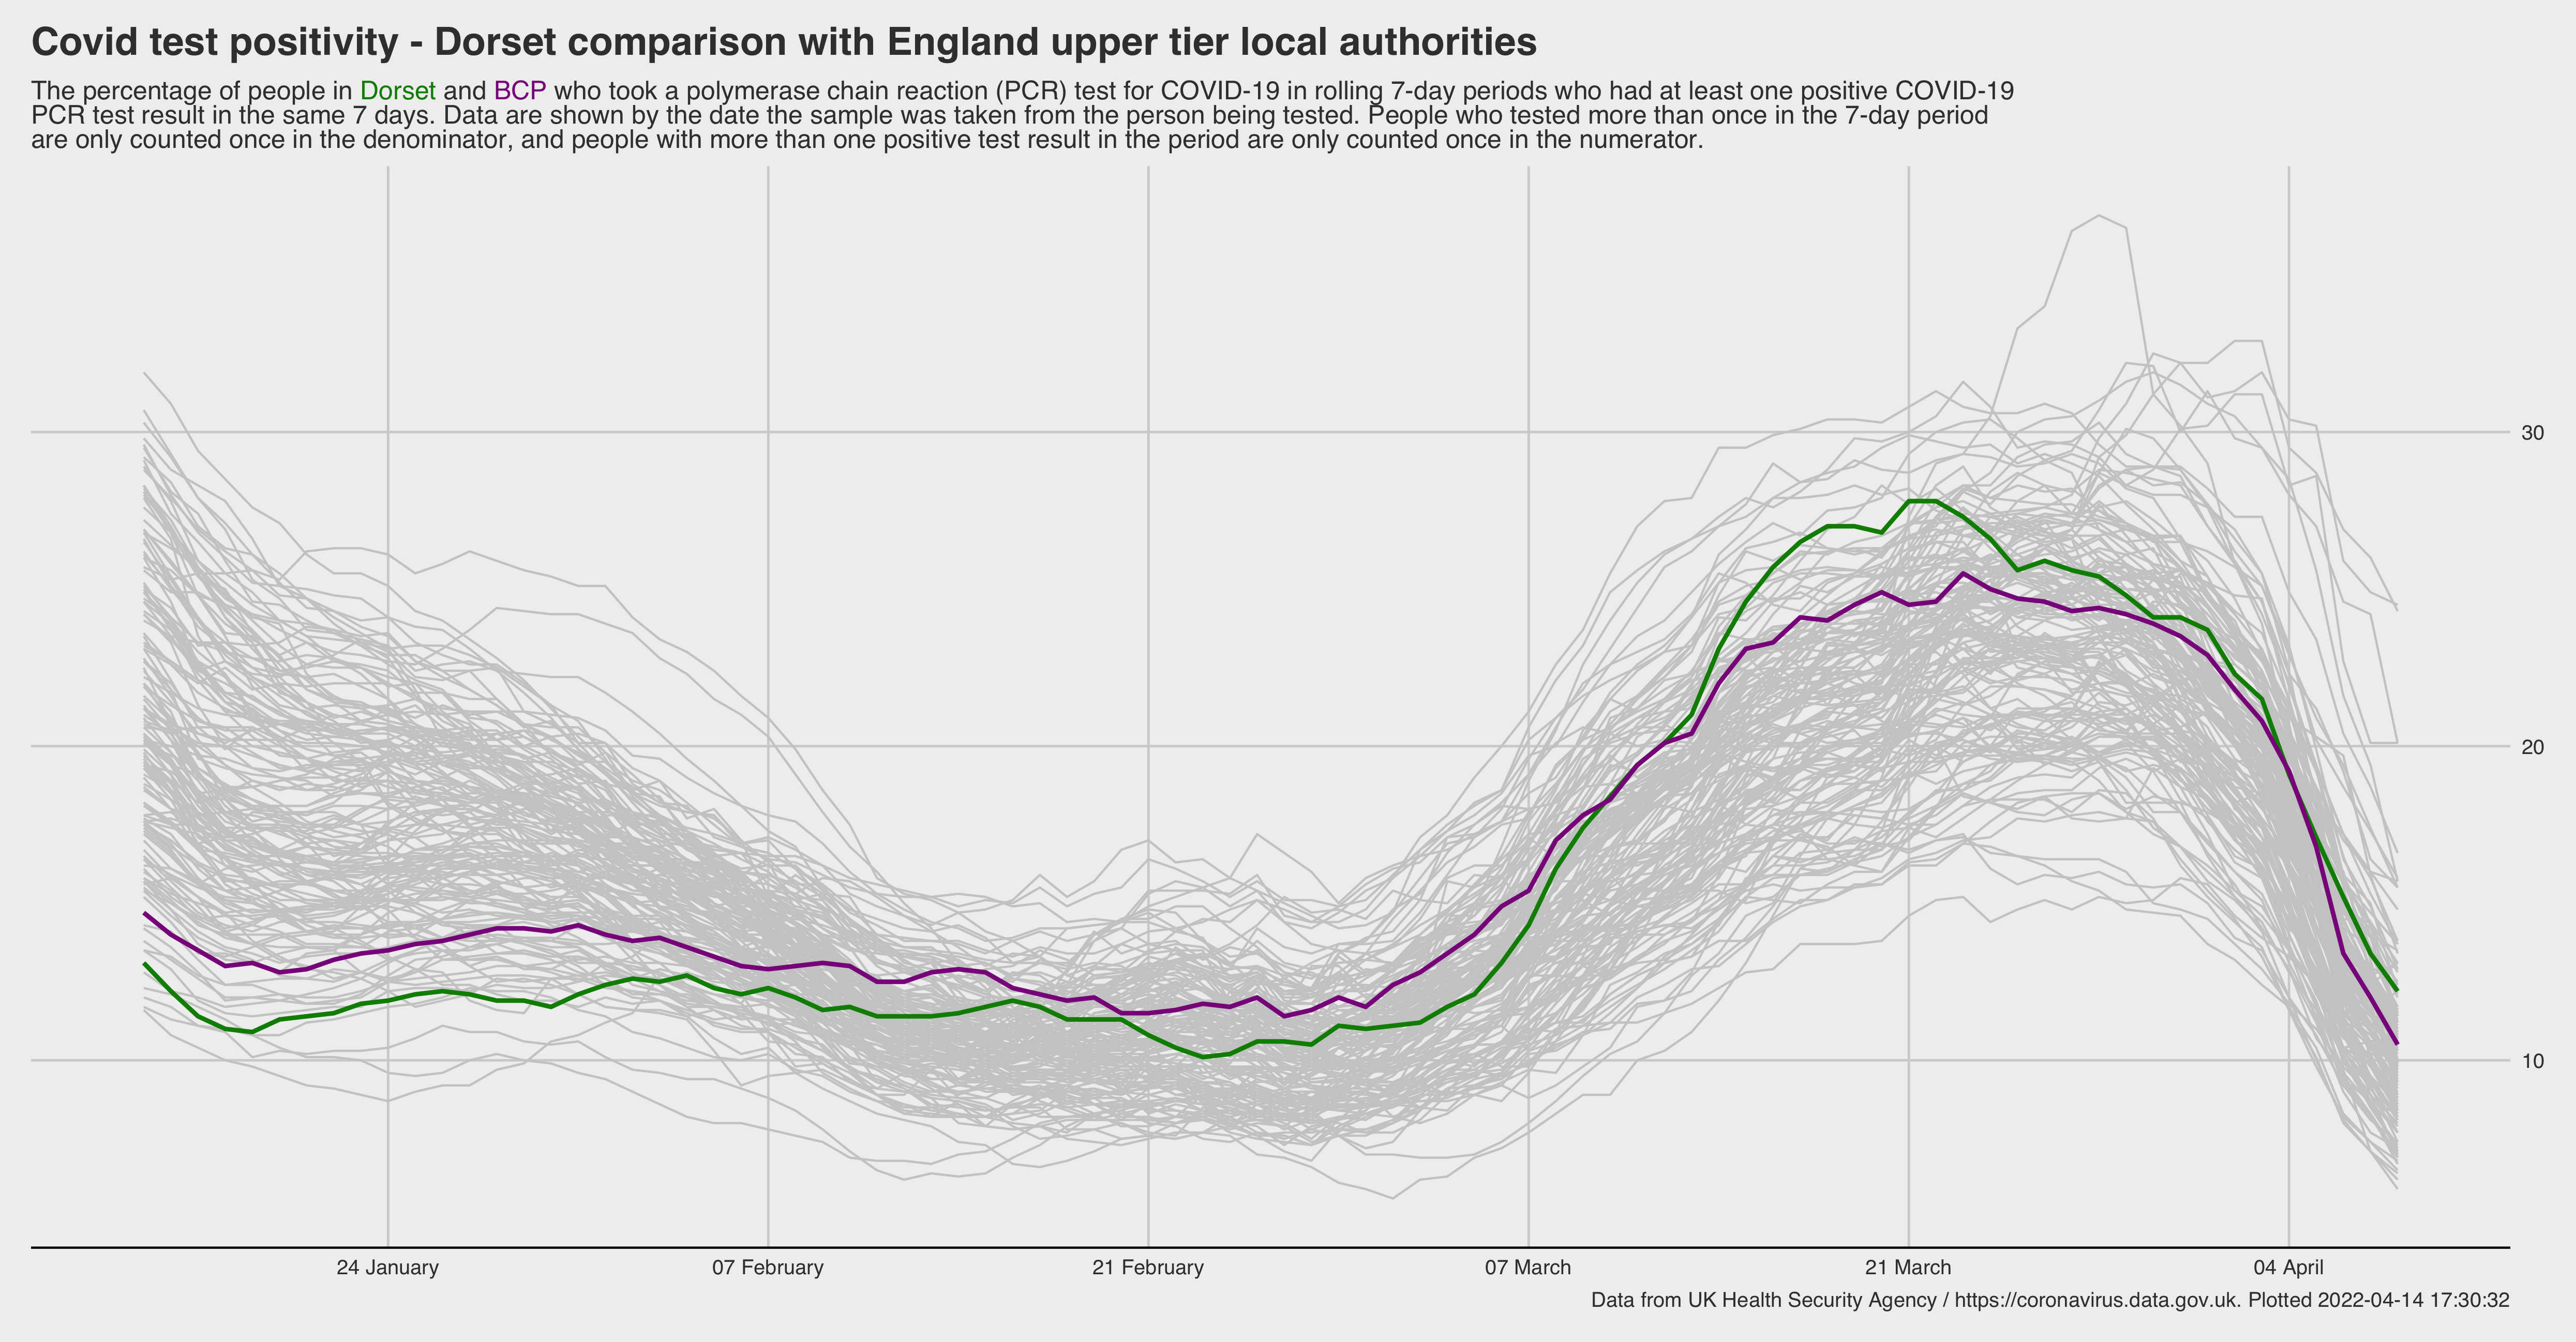 Covid test positivity - Dorset comparison with England upper tier local authorities
The percentage of people in Dorset and BCP who took a polymerase chain reaction (PCR) test for COVID-19 in rolling 7-day periods who had at least one positive COVID-19
PCR test result in the same 7 days. Data are shown by the date the sample was taken from the person being tested. People who tested more than once in the 7-day period
are only counted once in the denominator, and people with more than one positive test result in the period are only counted once in the numerator.
30
20
10
24 January
07 February
21 February
07 March
21 March
04 April
Data from UK Health Security Agency / https://coronavirus.data.gov.uk. Plotted 2022-04-14 17:30:32